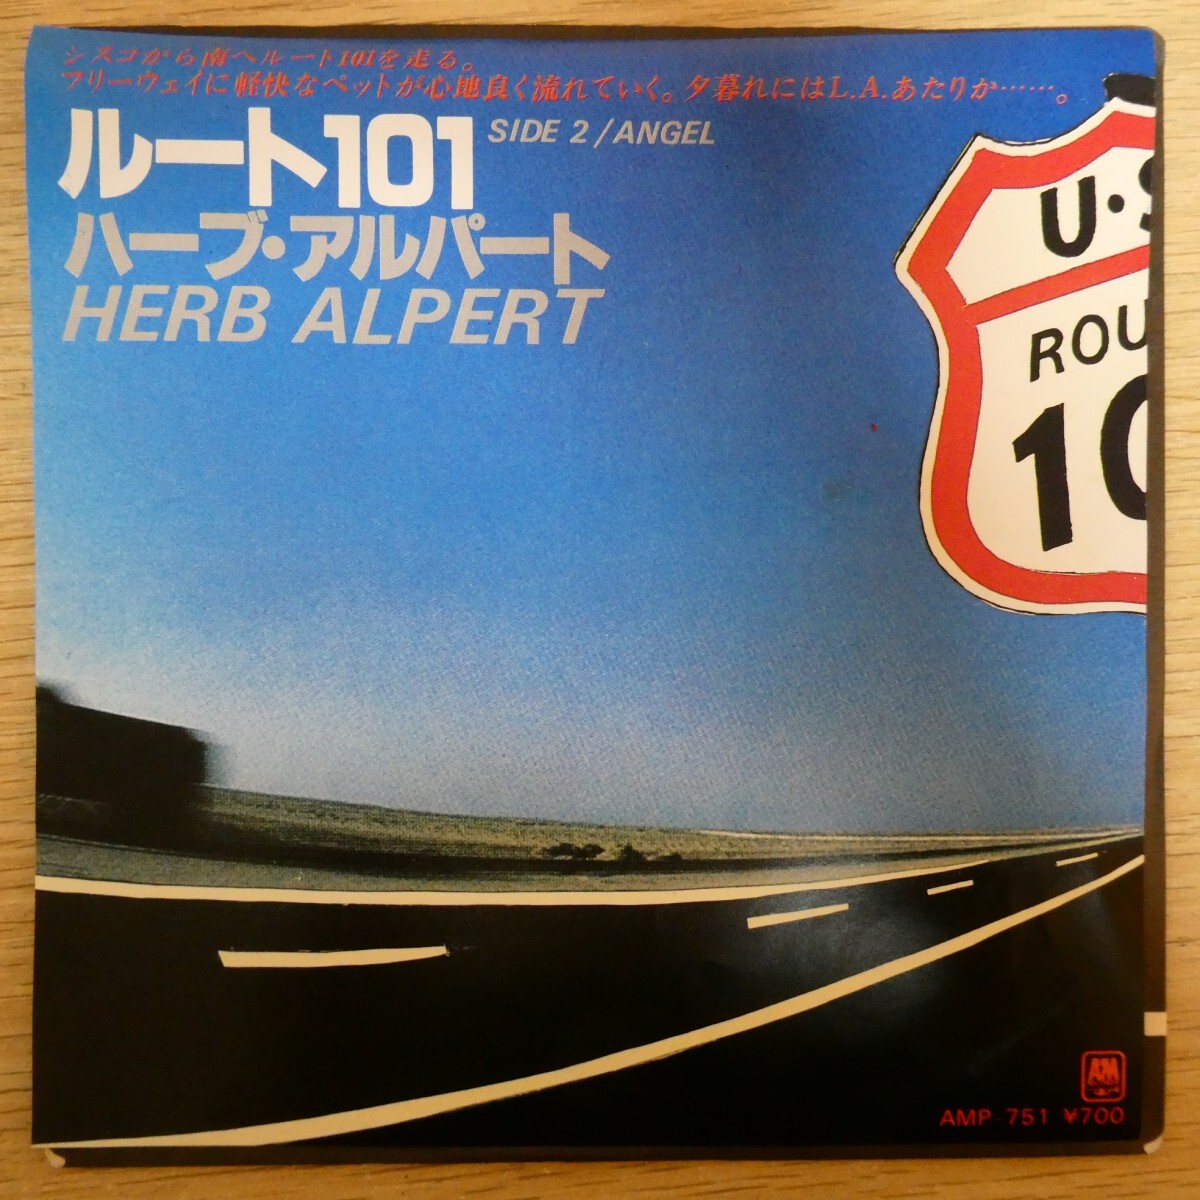 シスコから南へルート101を走る。
フリーウェイに軽快なペットが心地良く流れていく。夕暮れにはL.A.あたりか……。
ルート101 SIDE 2/ANGEL
ハーブ・アルパート
HERB ALPERT
U·S
ROU
10
A&M
AMP-751 ¥700